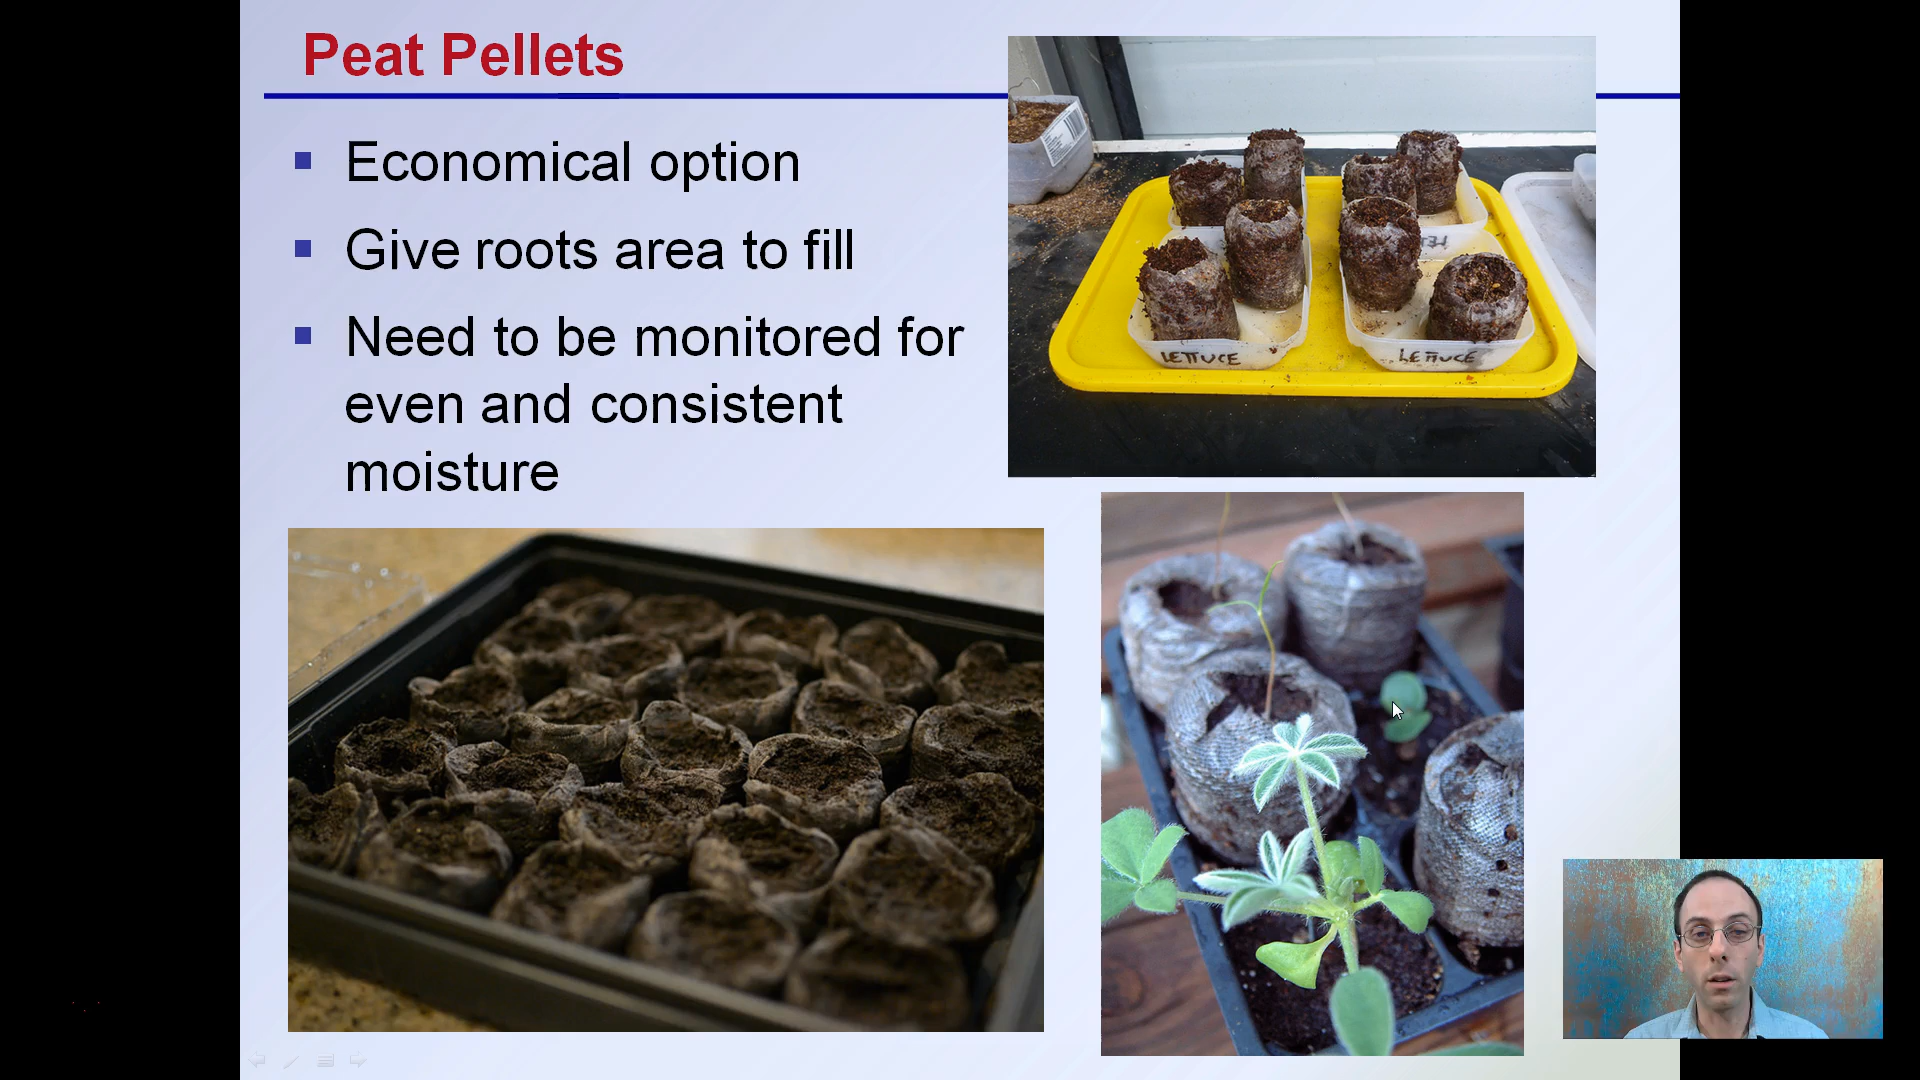 Peat Pellets
Economical option
Give roots area to fill
Need to be monitored for
even and consistent
moisture
LETTUCE
LETTUCE